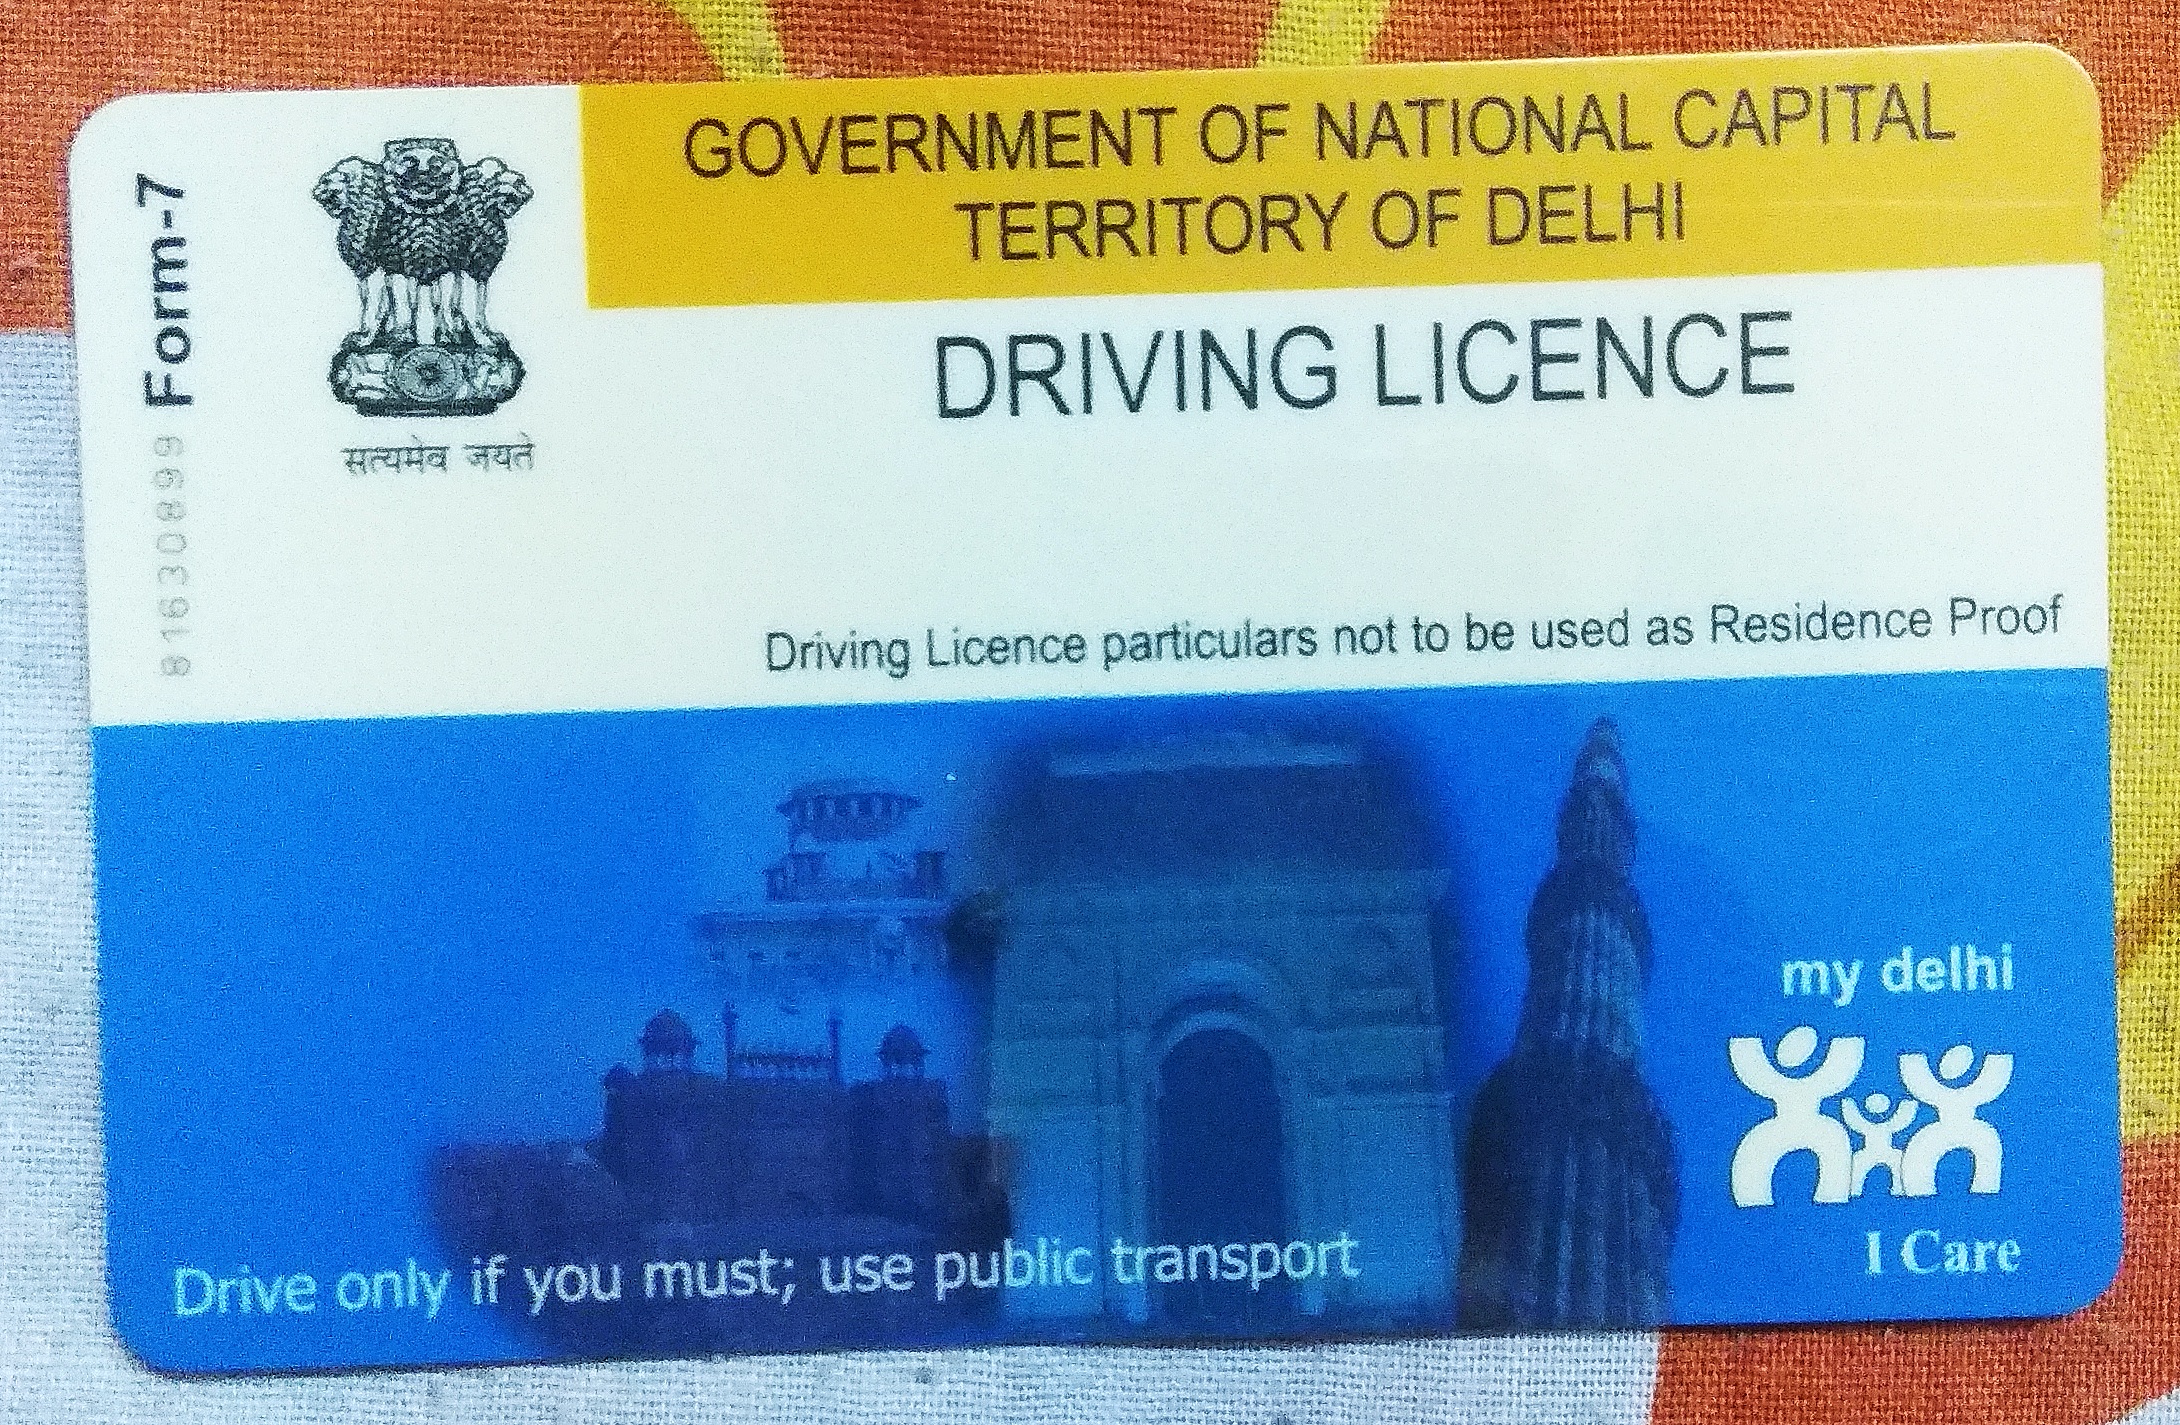 GOVERNMENT OF NATIONAL CAPITAL
TERRITORY OF DELHI
Form-7
81630899
सत्यमेव जयते
DRIVING LICENCE
Driving Licence particulars not to be used as Residence Proof
my delhi
I Care
Drive only if you must; use public transport